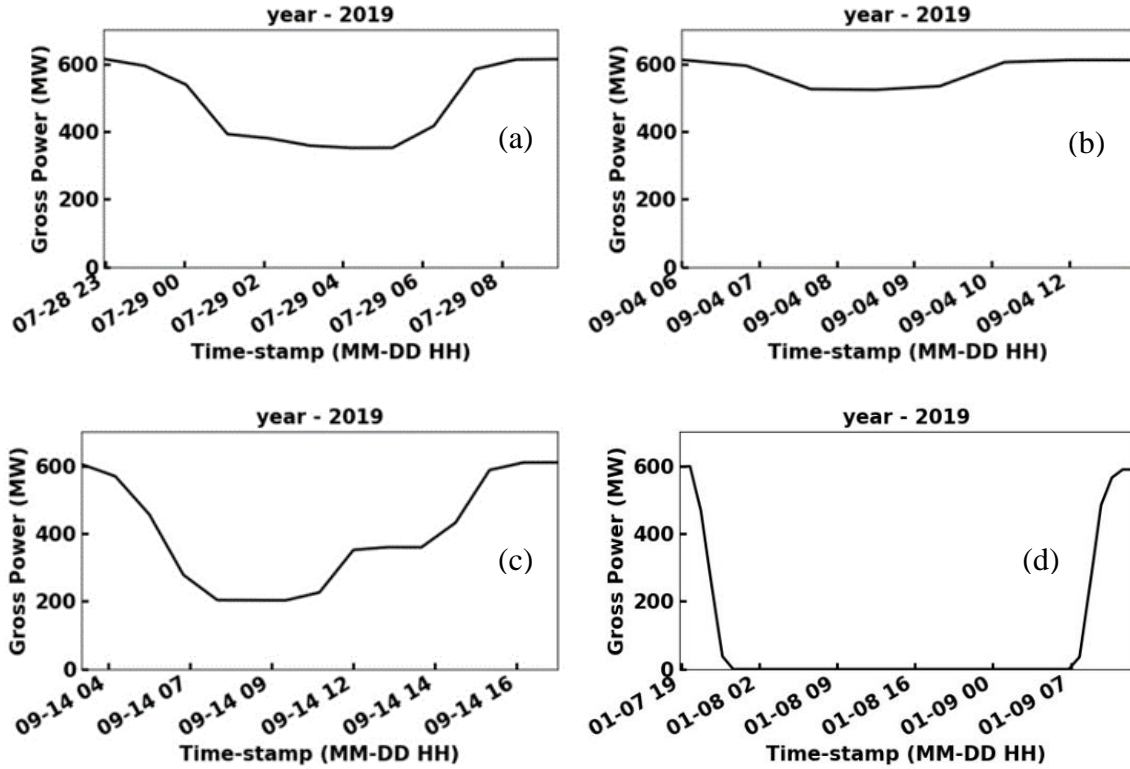 year - 2019
Gross Power (MW)
600
400
200
0
(a)
07-28 23
07-29 00
07-29 02
07-29 04
07-29 06
07-29 08
Time-stamp (MM-DD HH)
year - 2019
Gross Power (MW)
600
400
200
0
(b)
09-04 06
09-04 07
09-04 08
09-04 09
09-04 10
09-04 12
Time-stamp (MM-DD HH)
year - 2019
Gross Power (MW)
600
400
200
0
(c)
09-14 04
09-14 07
09-14 09
09-14 12
09-14 14
09-14 16
Time-stamp (MM-DD HH)
year - 2019
Gross Power (MW)
600
400
200
0
(d)
01-07 19
01-08 02
01-08 09
01-08 16
01-09 00
01-09 07
Time-stamp (MM-DD HH)